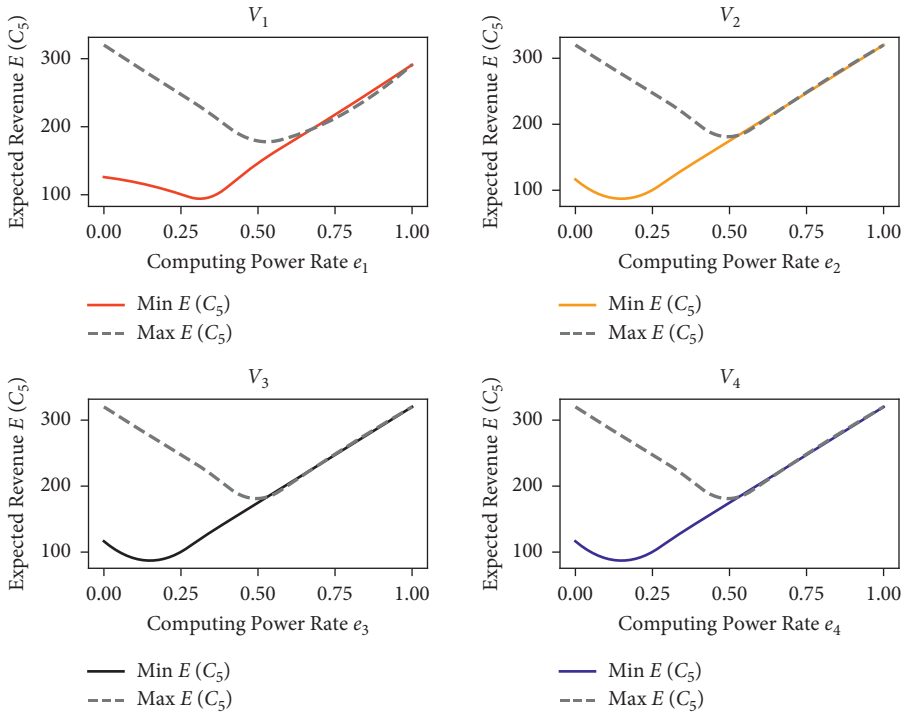 V₁
Expected Revenue E (C₅)
300
200
100
0.00 0.25 0.50 0.75 1.00
Computing Power Rate e₁
Min E (C₅)
Max E (C₅)
V₂
Expected Revenue E (C₅)
300
200
100
0.00 0.25 0.50 0.75 1.00
Computing Power Rate e₂
Min E (C₅)
Max E (C₅)
V₃
Expected Revenue E (C₅)
300
200
100
0.00 0.25 0.50 0.75 1.00
Computing Power Rate e₃
Min E (C₅)
Max E (C₅)
V₄
Expected Revenue E (C₅)
300
200
100
0.00 0.25 0.50 0.75 1.00
Computing Power Rate e₄
Min E (C₅)
Max E (C₅)